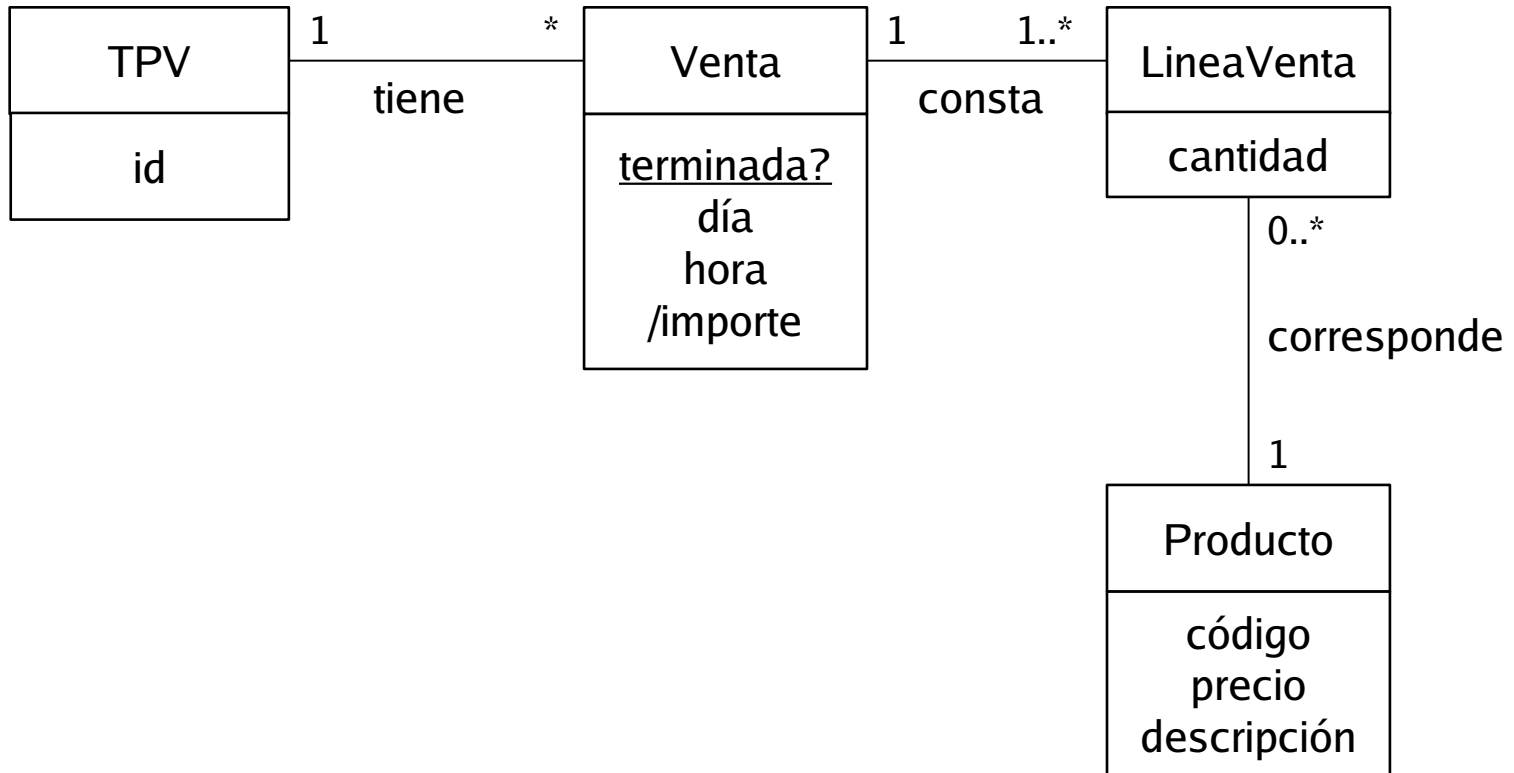 TPV
id
1
*
tiene
Venta
terminada?
día
hora
/importe
1
1..*
consta
LineaVenta
cantidad
0..*
corresponde
1
Producto
código
precio
descripción